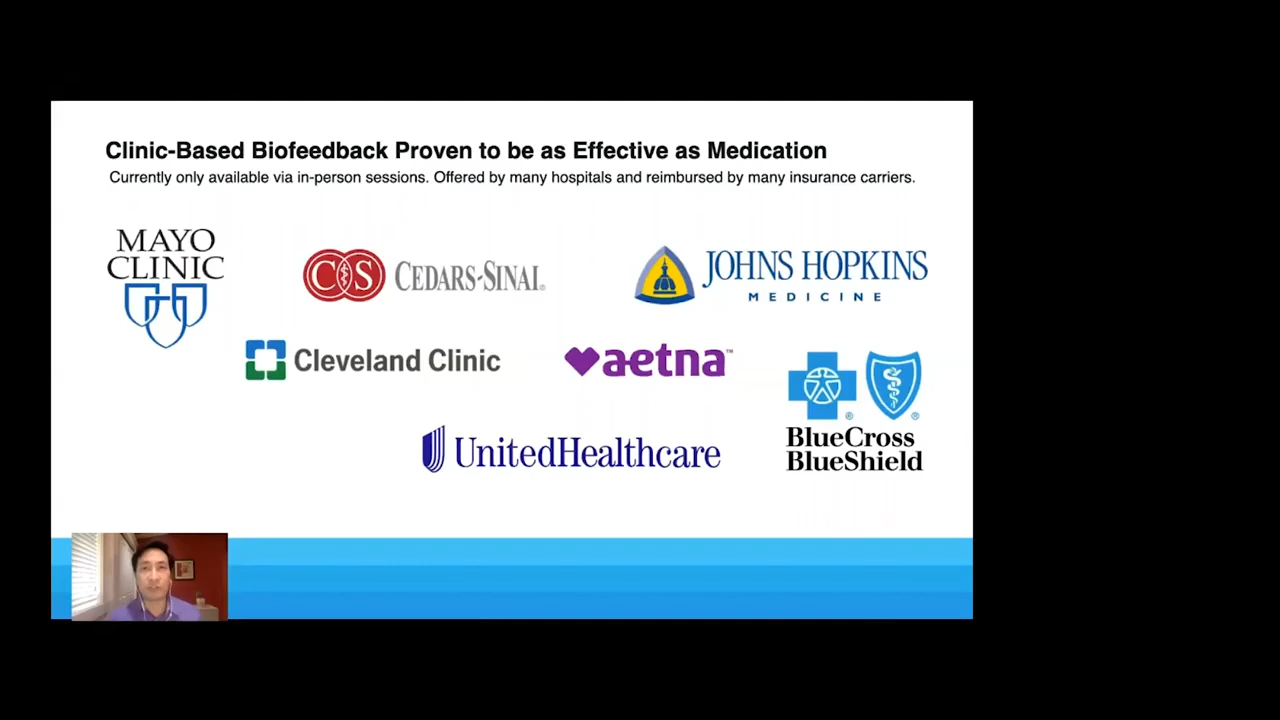 Clinic-Based Biofeedback Proven to be as Effective as Medication
Currently only available via in-person sessions. Offered by many hospitals and reimbursed by many insurance carriers.
MAYO
CLINIC
CS CEDARS-SINAI®
JOHNS HOPKINS
MEDICINE
Cleveland Clinic
aetna™
® ®
BlueCross
BlueShield
UnitedHealthcare